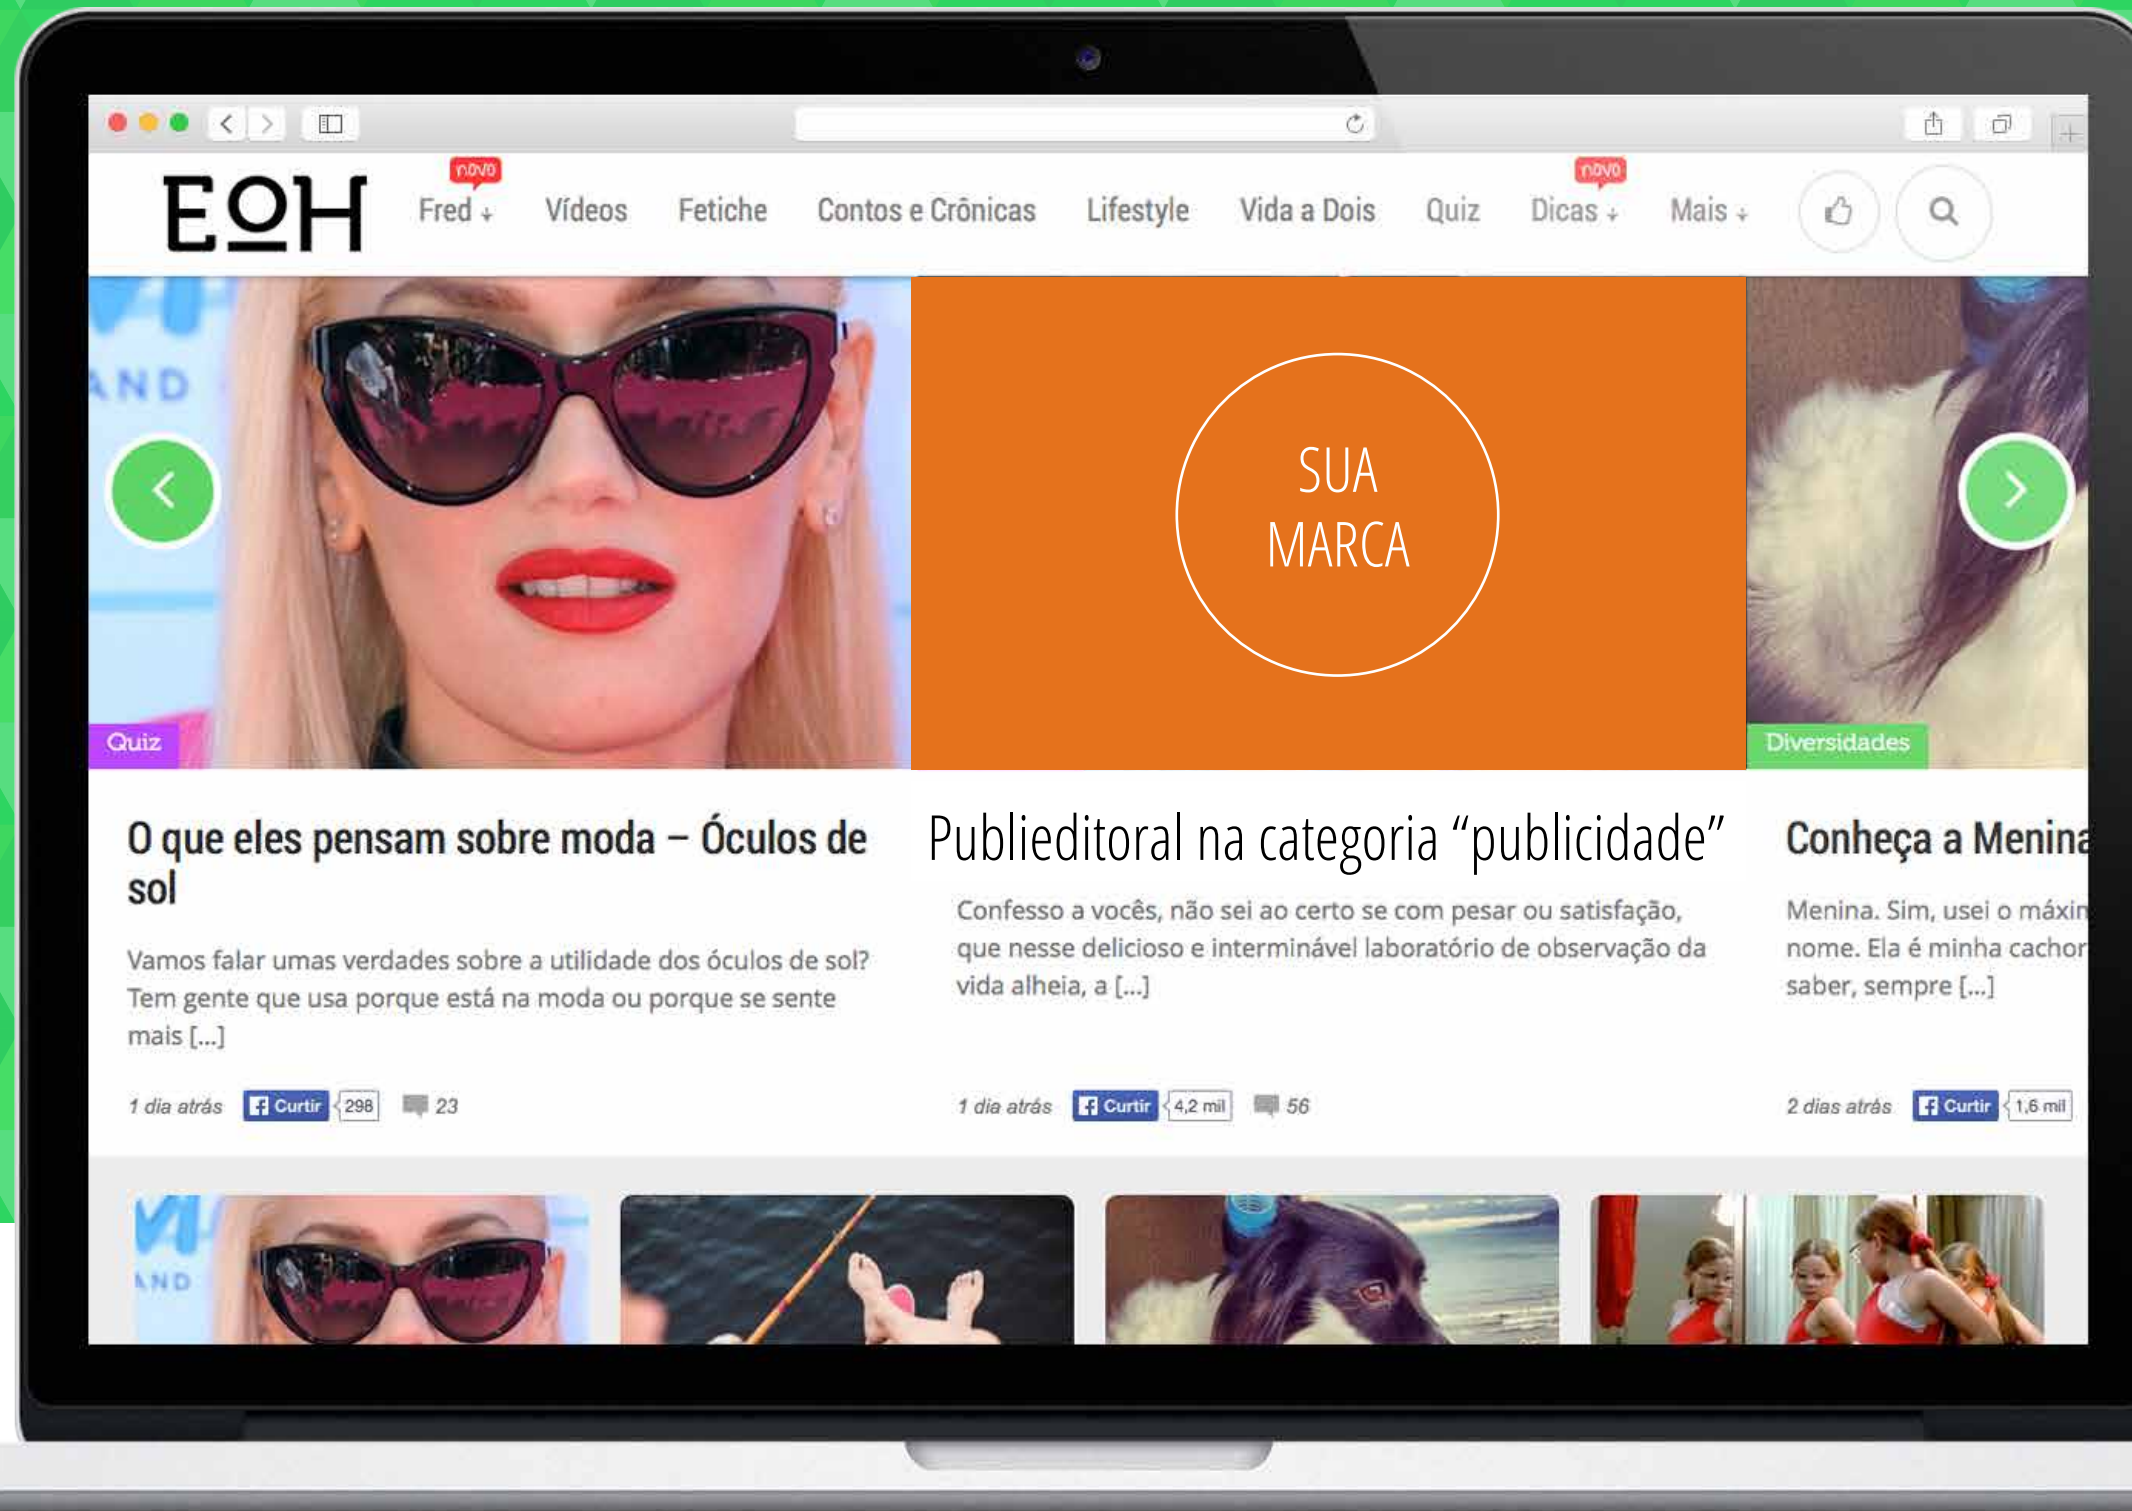 EOH
novo
Fred
Vídeos
Fetiche
Contos e Crônicas
Lifestyle
Vida a Dois
Quiz
novo
Dicas
Mais
AND
Quiz
SUA
MARCA
Diversidades
O que eles pensam sobre moda – Óculos de
sol
Vamos falar umas verdades sobre a utilidade dos óculos de sol?
Tem gente que usa porque está na moda ou porque se sente
mais [...]
1 dia atrás
Curtir
298
23
Publieditoral na categoria “publicidade”
Confesso a vocês, não sei ao certo se com pesar ou satisfação,
que nesse delicioso e interminável laboratório de observação da
vida alheia, a [...]
1 dia atrás
Curtir
4,2 mil
56
Conheça a Menina
Menina. Sim, usei o máxim
nome. Ela é minha cachor
saber, sempre [...]
2 dias atrás
Curtir
1,6 mil
AND